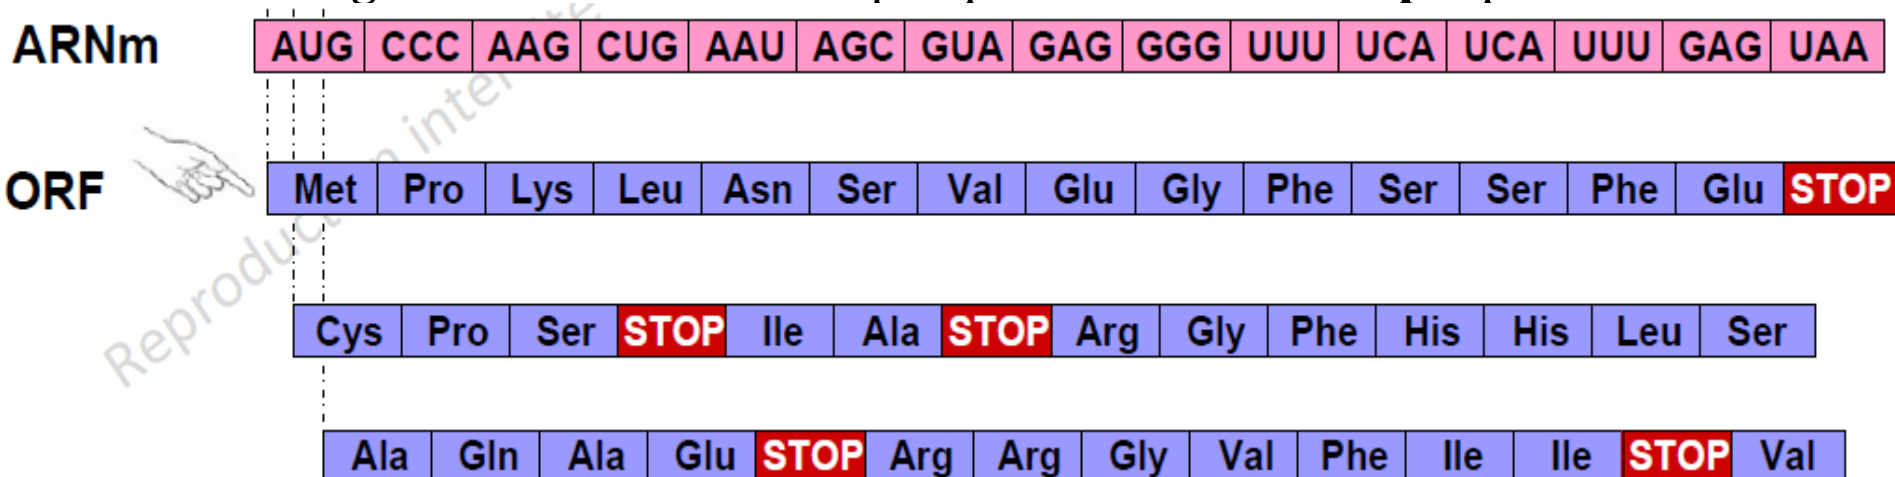 ARNm AUG CCC AAG CUG AAU AGC GUA GAG GGG UUU UCA UCA UUU GAG UAA
ORF Met Pro Lys Leu Asn Ser Val Glu Gly Phe Ser Ser Phe Glu STOP
Cys Pro Ser STOP Ile Ala STOP Arg Gly Phe His His Leu Ser
Ala Gln Ala Glu STOP Arg Arg Gly Val Phe Ile Ile STOP Val